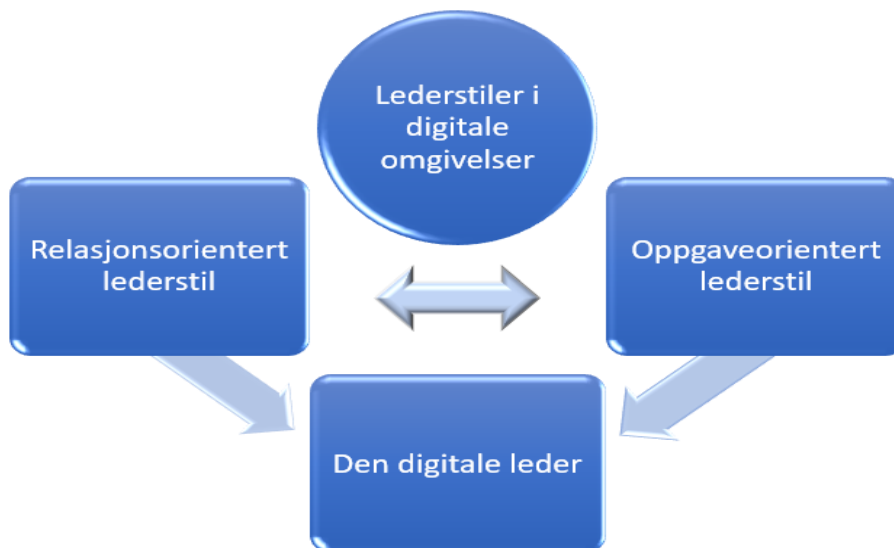 Lederstiler i
digitale
omgivelser
Relasjonsorientert
lederstil
Oppgaveorientert
lederstil
Den digitale leder